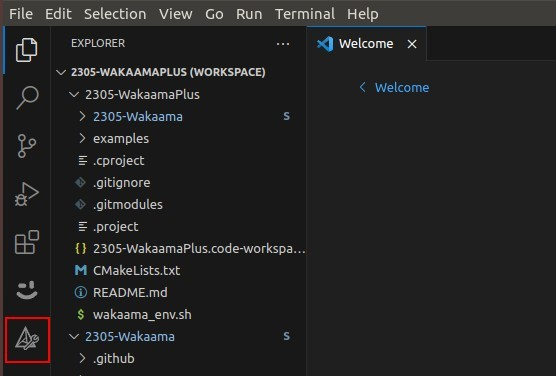 File Edit Selection View Go Run Terminal Help
EXPLORER ...
Welcome
2305-WAKAAMAPLUS (WORKSPACE)
2305-WakaamaPlus
Welcome
2305-Wakaama S
examples
.cproject
.gitignore
.gitmodules
.project
2305-WakaamaPlus.code-workspa...
CMakeLists.txt
README.md
wakaama_env.sh
2305-Wakaama S
.github